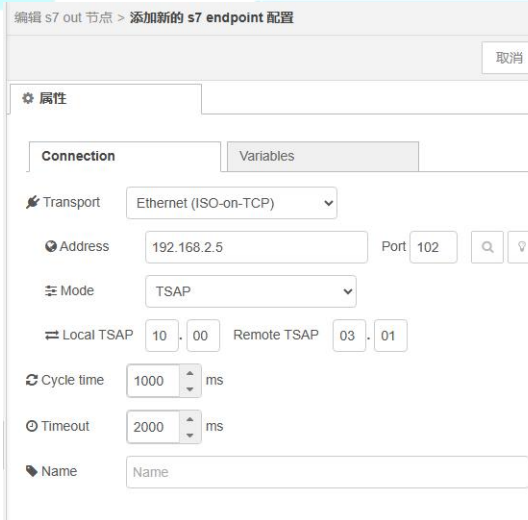 编辑 s7 out 节点 > 添加新的 s7 endpoint 配置
取消
属性
Connection Variables
Transport Ethernet (ISO-on-TCP)
Address 192.168.2.5 Port 102
Mode TSAP
Local TSAP 10 . 00 Remote TSAP 03 . 01
Cycle time 1000 ms
Timeout 2000 ms
Name Name